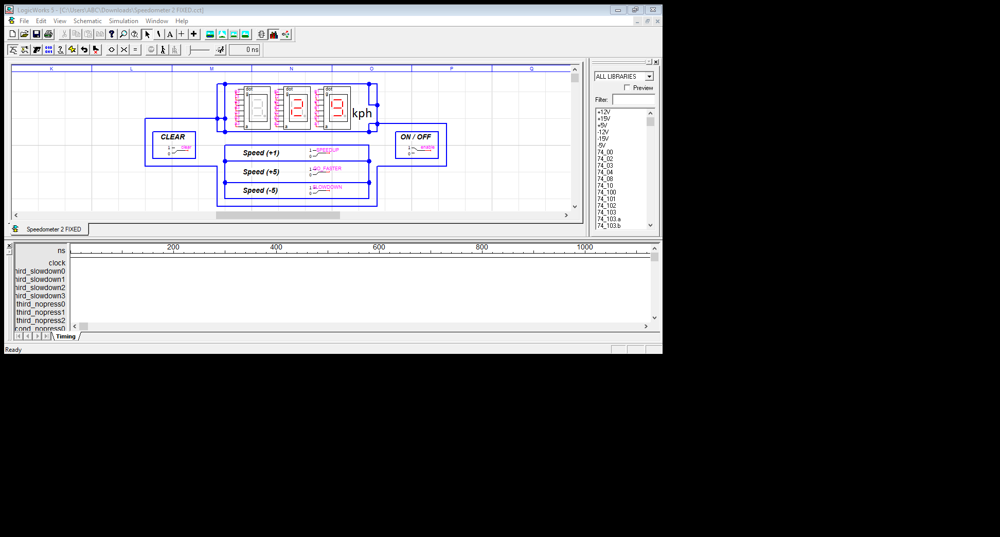 LogicWorks 5 - [C:\Users\ABC\Downloads\Speedometer 2 FIXED.cct]
File Edit View Schematic Simulation Window Help
0 ns
K L M N O P Q
dot dot dot
g g g
a a a
a3 a2 a1
kph
CLEAR
1 clear
0
ON / OFF
1 enable
0
Speed (+1)
1 SPEEDUP
0
Speed (+5)
1 GO_FASTER
0
Speed (-5)
1 SLOWDOWN
0
Speedometer 2 FIXED
ALL LIBRARIES
Preview
Filter:
+12V
+15V
+5V
-12V
-15V
-5V
74_00
74_02
74_03
74_04
74_08
74_10
74_100
74_101
74_102
74_103
74_103.a
74_103.b
ns 200 400 600 800 1000
clock
hird_slowdown0
hird_slowdown1
hird_slowdown2
hird_slowdown3
third_nopress0
third_nopress1
third_nopress2
cond_nopress0
Timing
Ready